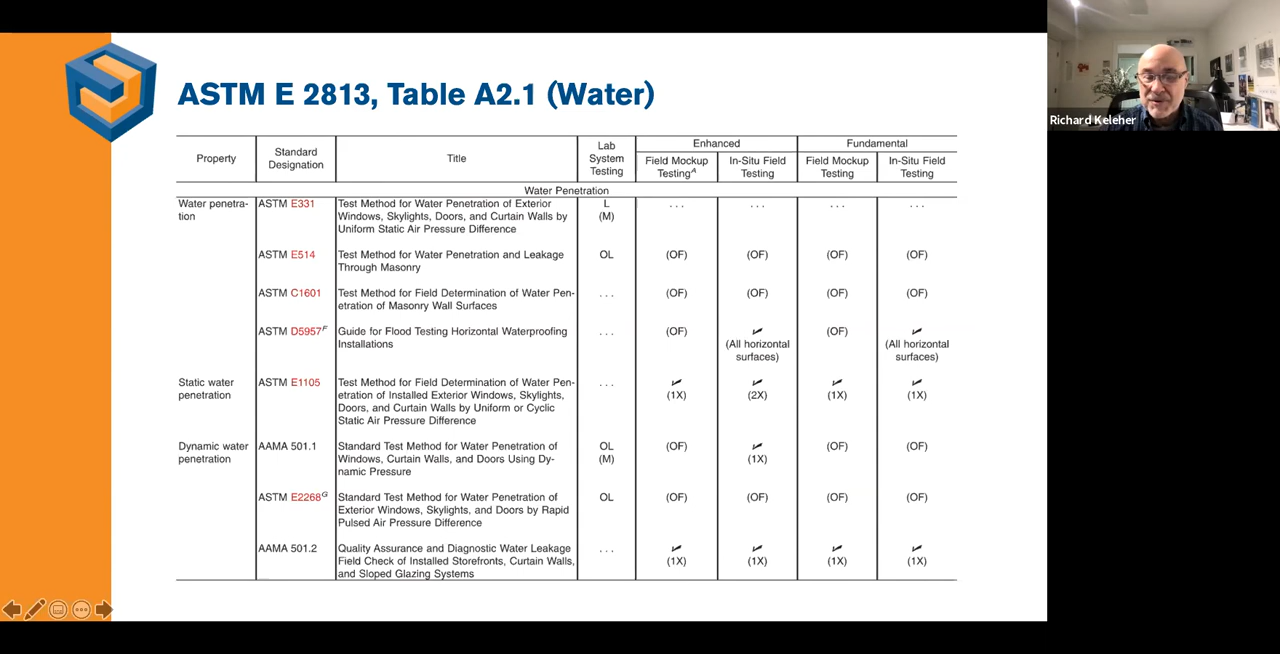 ASTM E 2813, Table A2.1 (Water)
Richard Keleher
Property
Standard
Designation
Title
Lab
System
Testing
Enhanced
Fundamental
Field Mockup
Testing^A
In-Situ Field
Testing
Field Mockup
Testing
In-Situ Field
Testing
Water Penetration
Water penetra-
tion
ASTM E331
Test Method for Water Penetration of Exterior
Windows, Skylights, Doors, and Curtain Walls by
Uniform Static Air Pressure Difference
L
(M)
. . .
. . .
. . .
. . .
ASTM E514
Test Method for Water Penetration and Leakage
Through Masonry
OL
(OF)
(OF)
(OF)
(OF)
ASTM C1601
Test Method for Field Determination of Water Pen-
etration of Masonry Wall Surfaces
. . .
(OF)
(OF)
(OF)
(OF)
ASTM D5957^F
Guide for Flood Testing Horizontal Waterproofing
Installations
. . .
(OF)
✓
(All horizontal
surfaces)
(OF)
✓
(All horizontal
surfaces)
Static water
penetration
ASTM E1105
Test Method for Field Determination of Water Pen-
etration of Installed Exterior Windows, Skylights,
Doors, and Curtain Walls by Uniform or Cyclic
Static Air Pressure Difference
. . .
✓
(1X)
✓
(2X)
✓
(1X)
✓
(1X)
Dynamic water
penetration
AAMA 501.1
Standard Test Method for Water Penetration of
Windows, Curtain Walls, and Doors Using Dy-
namic Pressure
OL
(M)
(OF)
✓
(1X)
(OF)
(OF)
ASTM E2268^G
Standard Test Method for Water Penetration of
Exterior Windows, Skylights, and Doors by Rapid
Pulsed Air Pressure Difference
OL
(OF)
(OF)
(OF)
(OF)
AAMA 501.2
Quality Assurance and Diagnostic Water Leakage
Field Check of Installed Storefronts, Curtain Walls,
and Sloped Glazing Systems
. . .
✓
(1X)
✓
(1X)
✓
(1X)
✓
(1X)